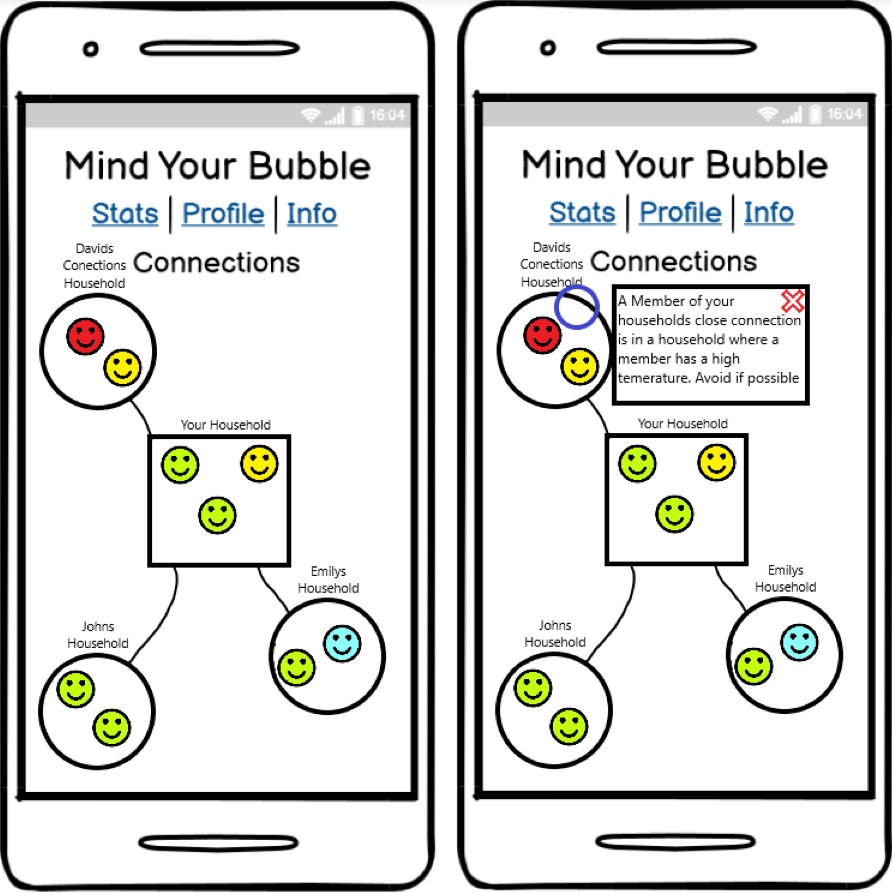 16:04
Mind Your Bubble
Stats | Profile | Info
Davids
Conections
Household
Connections
Your Household
Emilys
Household
Johns
Household
16:04
Mind Your Bubble
Stats | Profile | Info
Davids
Conections
Household
Connections
A Member of your
households close connection
is in a household where a
member has a high
temerature. Avoid if possible
Your Household
Emilys
Household
Johns
Household